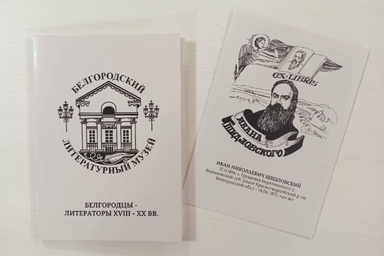 БЕЛГОРОДСКИЙ
ЛИТЕРАТУРНЫЙ МУЗЕЙ
БЕЛГОРОДЦЫ -
ЛИТЕРАТОРЫ XVIII - XX ВВ.
EX-LIBRIS
ИВАНА
ШИДЛОВСКОГО
ИВАН НИКОЛАЕВИЧ ШИДЛОВСКИЙ